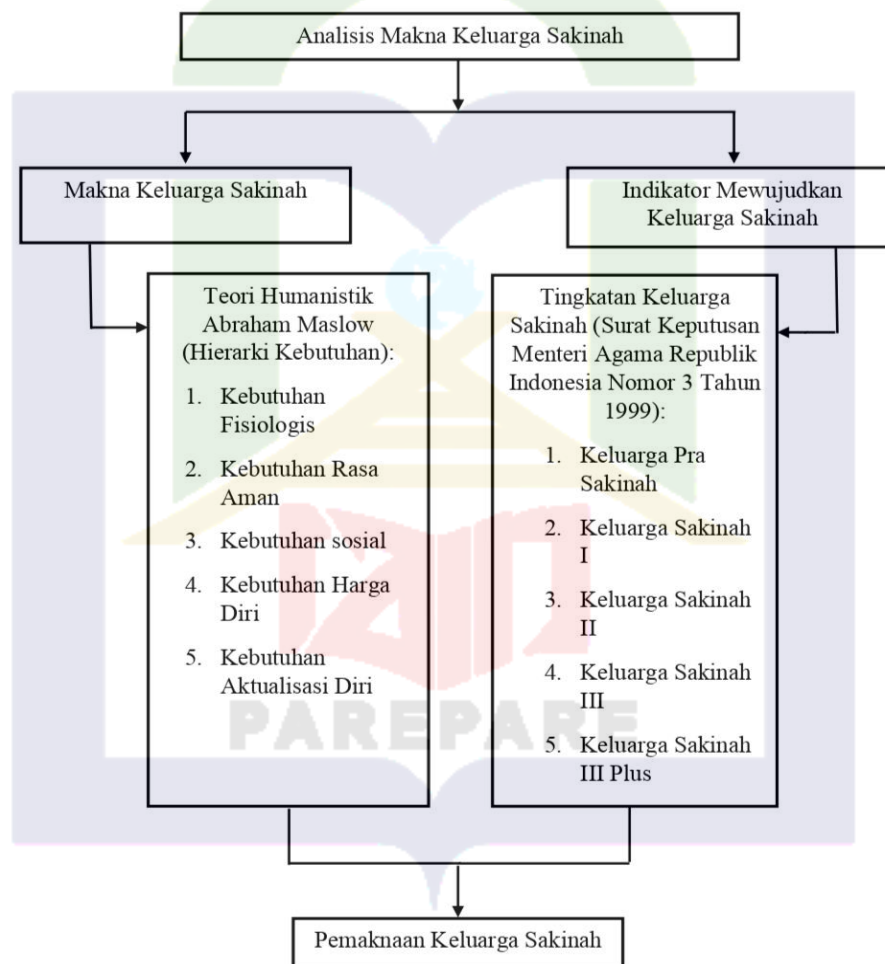 Analisis Makna Keluarga Sakinah
Makna Keluarga Sakinah
Indikator Mewujudkan
Keluarga Sakinah
Teori Humanistik
Abraham Maslow
(Hierarki Kebutuhan):
1. Kebutuhan
Fisiologis
2. Kebutuhan Rasa
Aman
3. Kebutuhan sosial
4. Kebutuhan Harga
Diri
5. Kebutuhan
Aktualisasi Diri
Tingkatan Keluarga
Sakinah (Surat Keputusan
Menteri Agama Republik
Indonesia Nomor 3 Tahun
1999):
1. Keluarga Pra
Sakinah
2. Keluarga Sakinah
I
3. Keluarga Sakinah
II
4. Keluarga Sakinah
III
5. Keluarga Sakinah
III Plus
PAREPARE
Pemaknaan Keluarga Sakinah